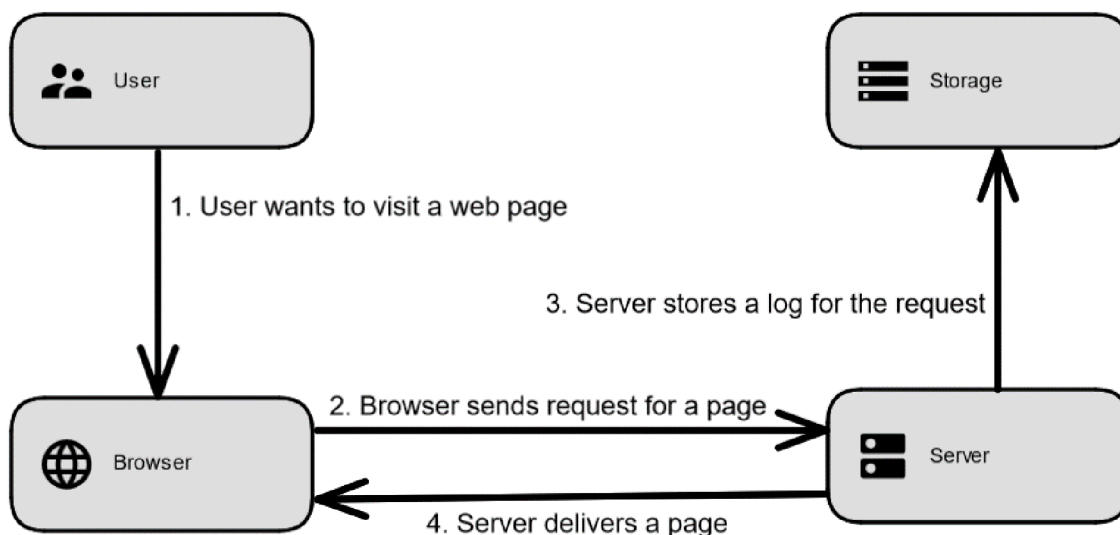 User
Storage
1. User wants to visit a web page
3. Server stores a log for the request
2. Browser sends request for a page
Browser
Server
4. Server delivers a page